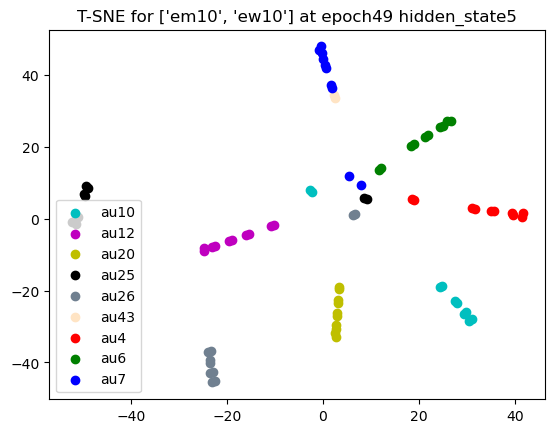 T-SNE for ['em10', 'ew10'] at epoch49 hidden_state5
40
20
0
−20
−40
au10
au12
au20
au25
au26
au43
au4
au6
au7
−40
−20
0
20
40